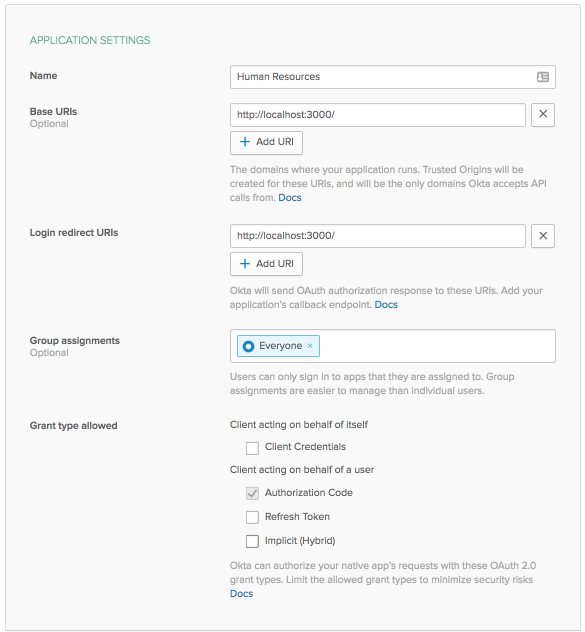 APPLICATION SETTINGS
Name
Human Resources
Base URIs
Optional
http://localhost:3000/
+ Add URI
The domains where your application runs. Trusted Origins will be
created for these URIs, and will be the only domains Okta accepts API
calls from. Docs
Login redirect URIs
http://localhost:3000/
+ Add URI
Okta will send OAuth authorization response to these URIs. Add your
application's callback endpoint. Docs
Group assignments
Optional
Everyone ×
Users can only sign in to apps that they are assigned to. Group
assignments are easier to manage than individual users.
Grant type allowed
Client acting on behalf of itself
Client Credentials
Client acting on behalf of a user
Authorization Code
Refresh Token
Implicit (Hybrid)
Okta can authorize your native app's requests with these OAuth 2.0
grant types. Limit the allowed grant types to minimize security risks
Docs